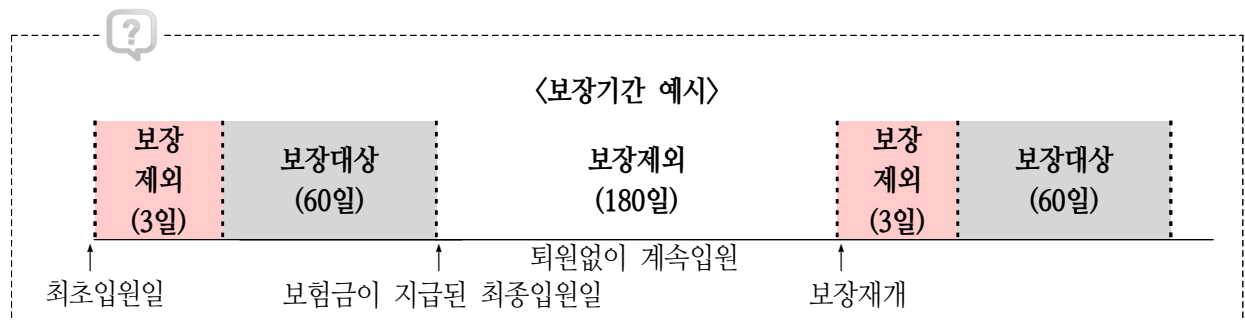 ?
〈보장기간 예시〉
보장
제외
(3일)
보장대상
(60일)
보장제외
(180일)
보장
제외
(3일)
보장대상
(60일)
퇴원없이 계속입원
최초입원일
보험금이 지급된 최종입원일
보장재개